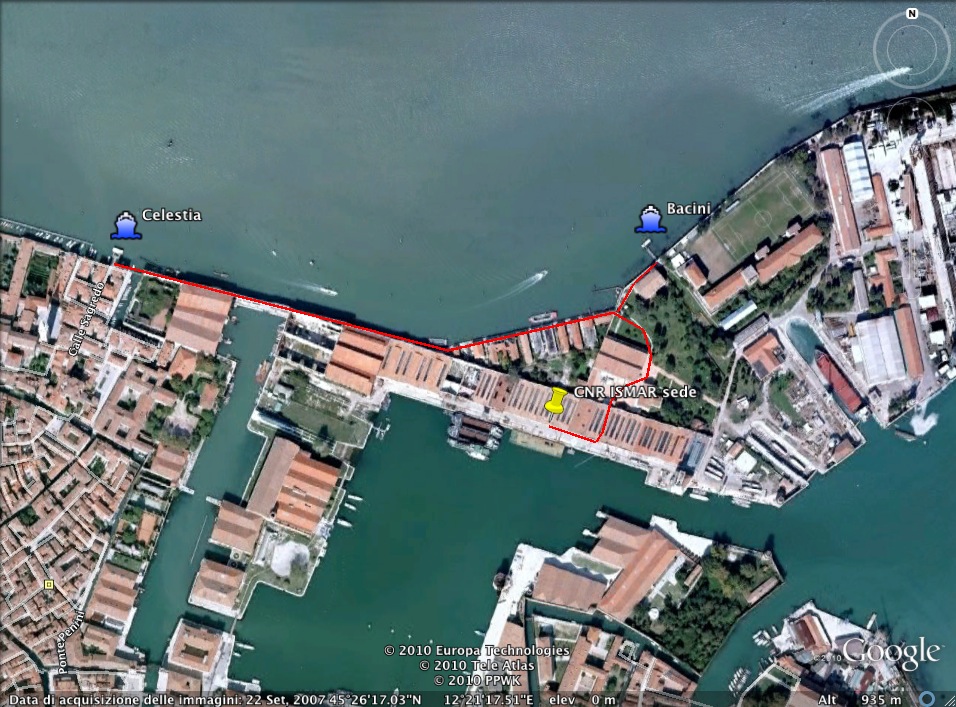 N
Celestia
Bacini
Calle Sagredo
CNR ISMAR sede
Ponte Penini
© 2010 Europa Technologies
© 2010 Tele Atlas
© 2010 PPWK
©2010 Google
Data di acquisizione delle immagini: 22 Set, 2007 45°26'17.03"N 12°21'17.51"E elev 0 m Alt 935 m